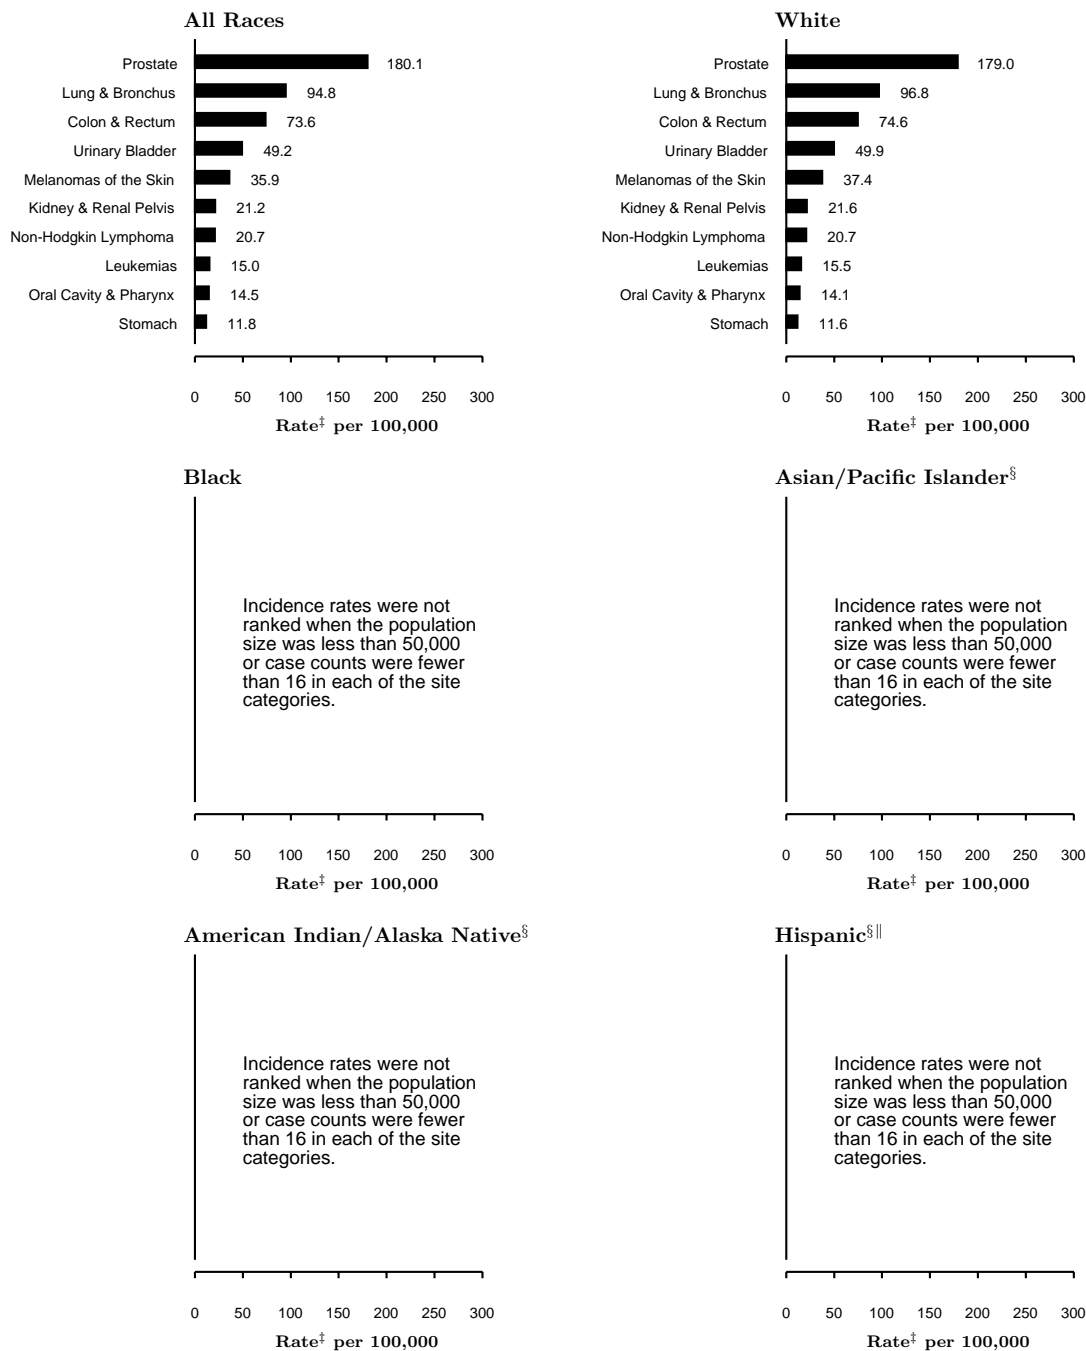 All Races
Prostate 180.1
Lung & Bronchus 94.8
Colon & Rectum 73.6
Urinary Bladder 49.2
Melanomas of the Skin 35.9
Kidney & Renal Pelvis 21.2
Non-Hodgkin Lymphoma 20.7
Leukemias 15.0
Oral Cavity & Pharynx 14.5
Stomach 11.8
0 50 100 150 200 250 300
Rate‡ per 100,000
White
Prostate 179.0
Lung & Bronchus 96.8
Colon & Rectum 74.6
Urinary Bladder 49.9
Melanomas of the Skin 37.4
Kidney & Renal Pelvis 21.6
Non-Hodgkin Lymphoma 20.7
Leukemias 15.5
Oral Cavity & Pharynx 14.1
Stomach 11.6
0 50 100 150 200 250 300
Rate‡ per 100,000
Black
Incidence rates were not
ranked when the population
size was less than 50,000
or case counts were fewer
than 16 in each of the site
categories.
0 50 100 150 200 250 300
Rate‡ per 100,000
Asian/Pacific Islander§
Incidence rates were not
ranked when the population
size was less than 50,000
or case counts were fewer
than 16 in each of the site
categories.
0 50 100 150 200 250 300
Rate‡ per 100,000
American Indian/Alaska Native§
Incidence rates were not
ranked when the population
size was less than 50,000
or case counts were fewer
than 16 in each of the site
categories.
0 50 100 150 200 250 300
Rate‡ per 100,000
Hispanic§||
Incidence rates were not
ranked when the population
size was less than 50,000
or case counts were fewer
than 16 in each of the site
categories.
0 50 100 150 200 250 300
Rate‡ per 100,000